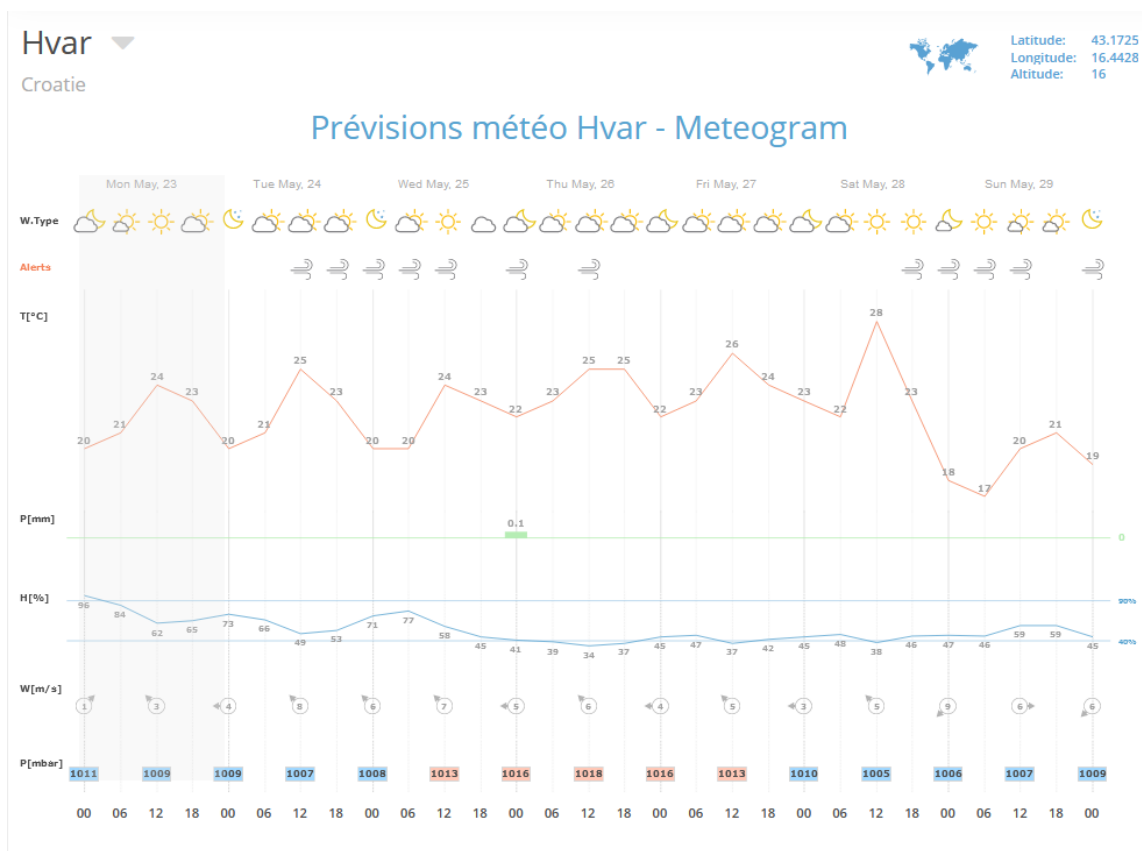 Hvar
Croatie
Latitude: 43.1725
Longitude: 16.4428
Altitude: 16
Prévisions météo Hvar - Meteogram
Mon May, 23 Tue May, 24 Wed May, 25 Thu May, 26 Fri May, 27 Sat May, 28 Sun May, 29
W.Type
Alerts
T[°C]
20 21 24 23 20 21 25 23 20 20 24 23 22 23 25 25 22 23 26 24 23 22 28 23 18 17 20 21 19
P[mm]
0.1
0
H[%]
90%
40%
96 84 62 65 73 66 49 53 71 77 58 45 41 39 34 37 45 47 37 42 45 48 38 46 47 46 59 59 45
W[m/s]
1 3 4 8 6 7 5 6 4 5 3 5 9 6 6
P[mbar]
1011 1009 1009 1007 1008 1013 1016 1018 1016 1013 1010 1005 1006 1007 1009
00 06 12 18 00 06 12 18 00 06 12 18 00 06 12 18 00 06 12 18 00 06 12 18 00 06 12 18 00